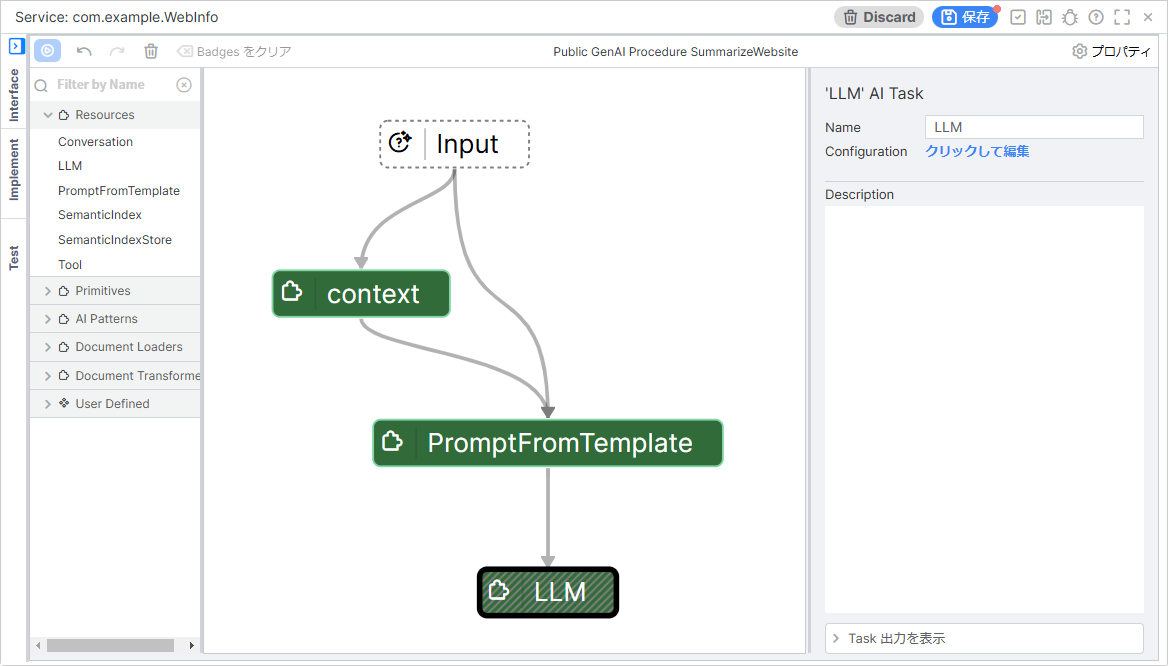 Service: com.example.WebInfo
Discard
保存
Badges をクリア
Public GenAI Procedure SummarizeWebsite
プロパティ
Interface
Implement
Test
Filter by Name
Resources
Conversation
LLM
PromptFromTemplate
SemanticIndex
SemanticIndexStore
Tool
Primitives
AI Patterns
Document Loaders
Document Transforme
User Defined
Input
context
PromptFromTemplate
LLM
'LLM' AI Task
Name
LLM
Configuration
クリックして編集
Description
Task 出力を表示